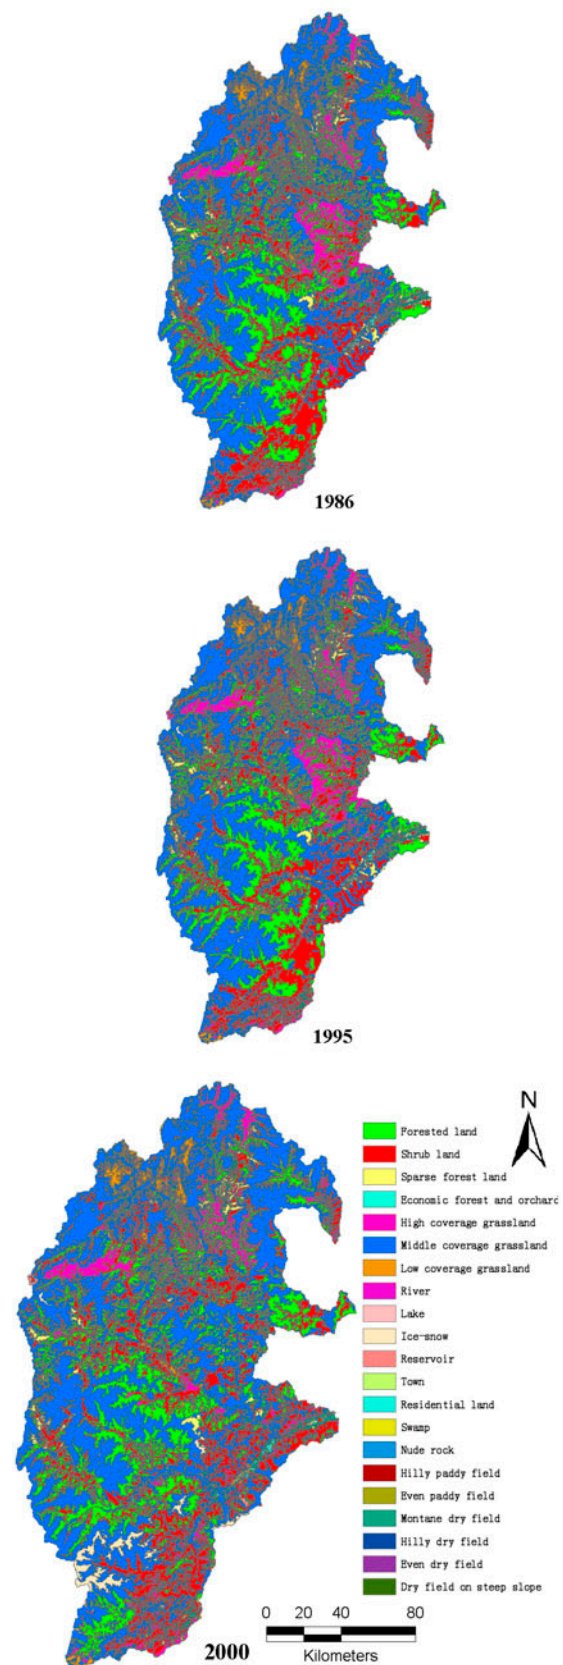 1986
1995
N
Forested land
Shrub land
Sparse forest land
Economic forest and orchard
High coverage grassland
Middle coverage grassland
Low coverage grassland
River
Lake
Ice-snow
Reservoir
Town
Residential land
Swamp
Nude rock
Hilly paddy field
Even paddy field
Montane dry field
Hilly dry field
Even dry field
Dry field on steep slope
0 20 40 80
Kilometers
2000